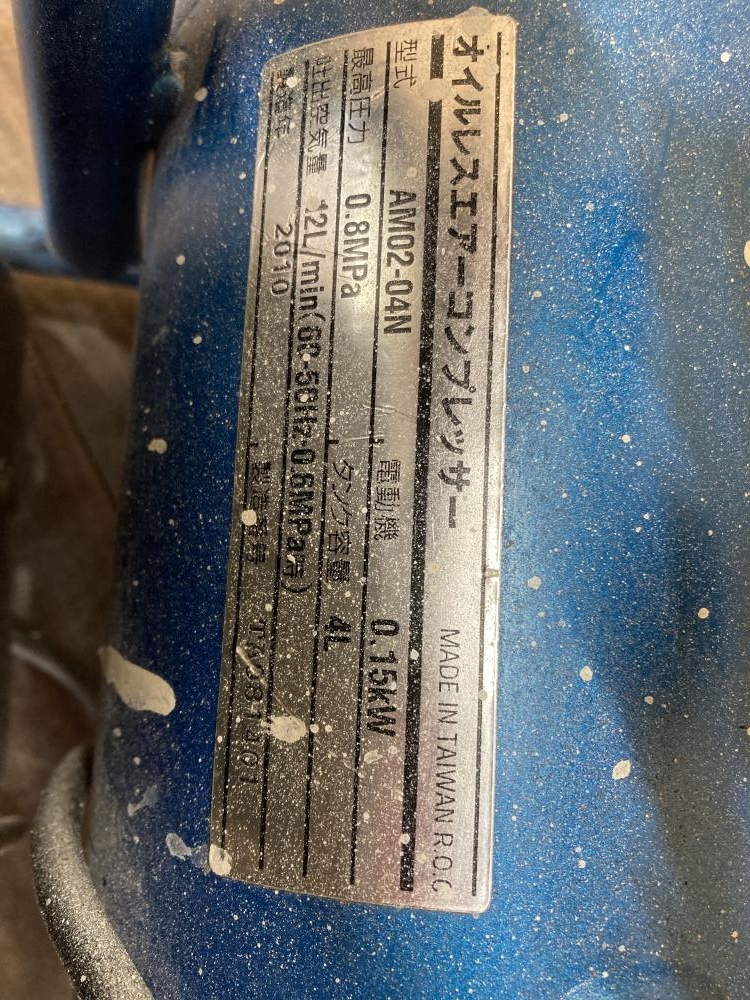 オイルレスエアーコンプレッサー MADE IN TAIWAN R.O.C
型式 AM02-04N 電動機 0.15kW
最高圧力 0.8MPa タンク容量 4L
吐出空気量 12L/min(60-50Hz・0.6MPa時)
製造年 2010 製造番号